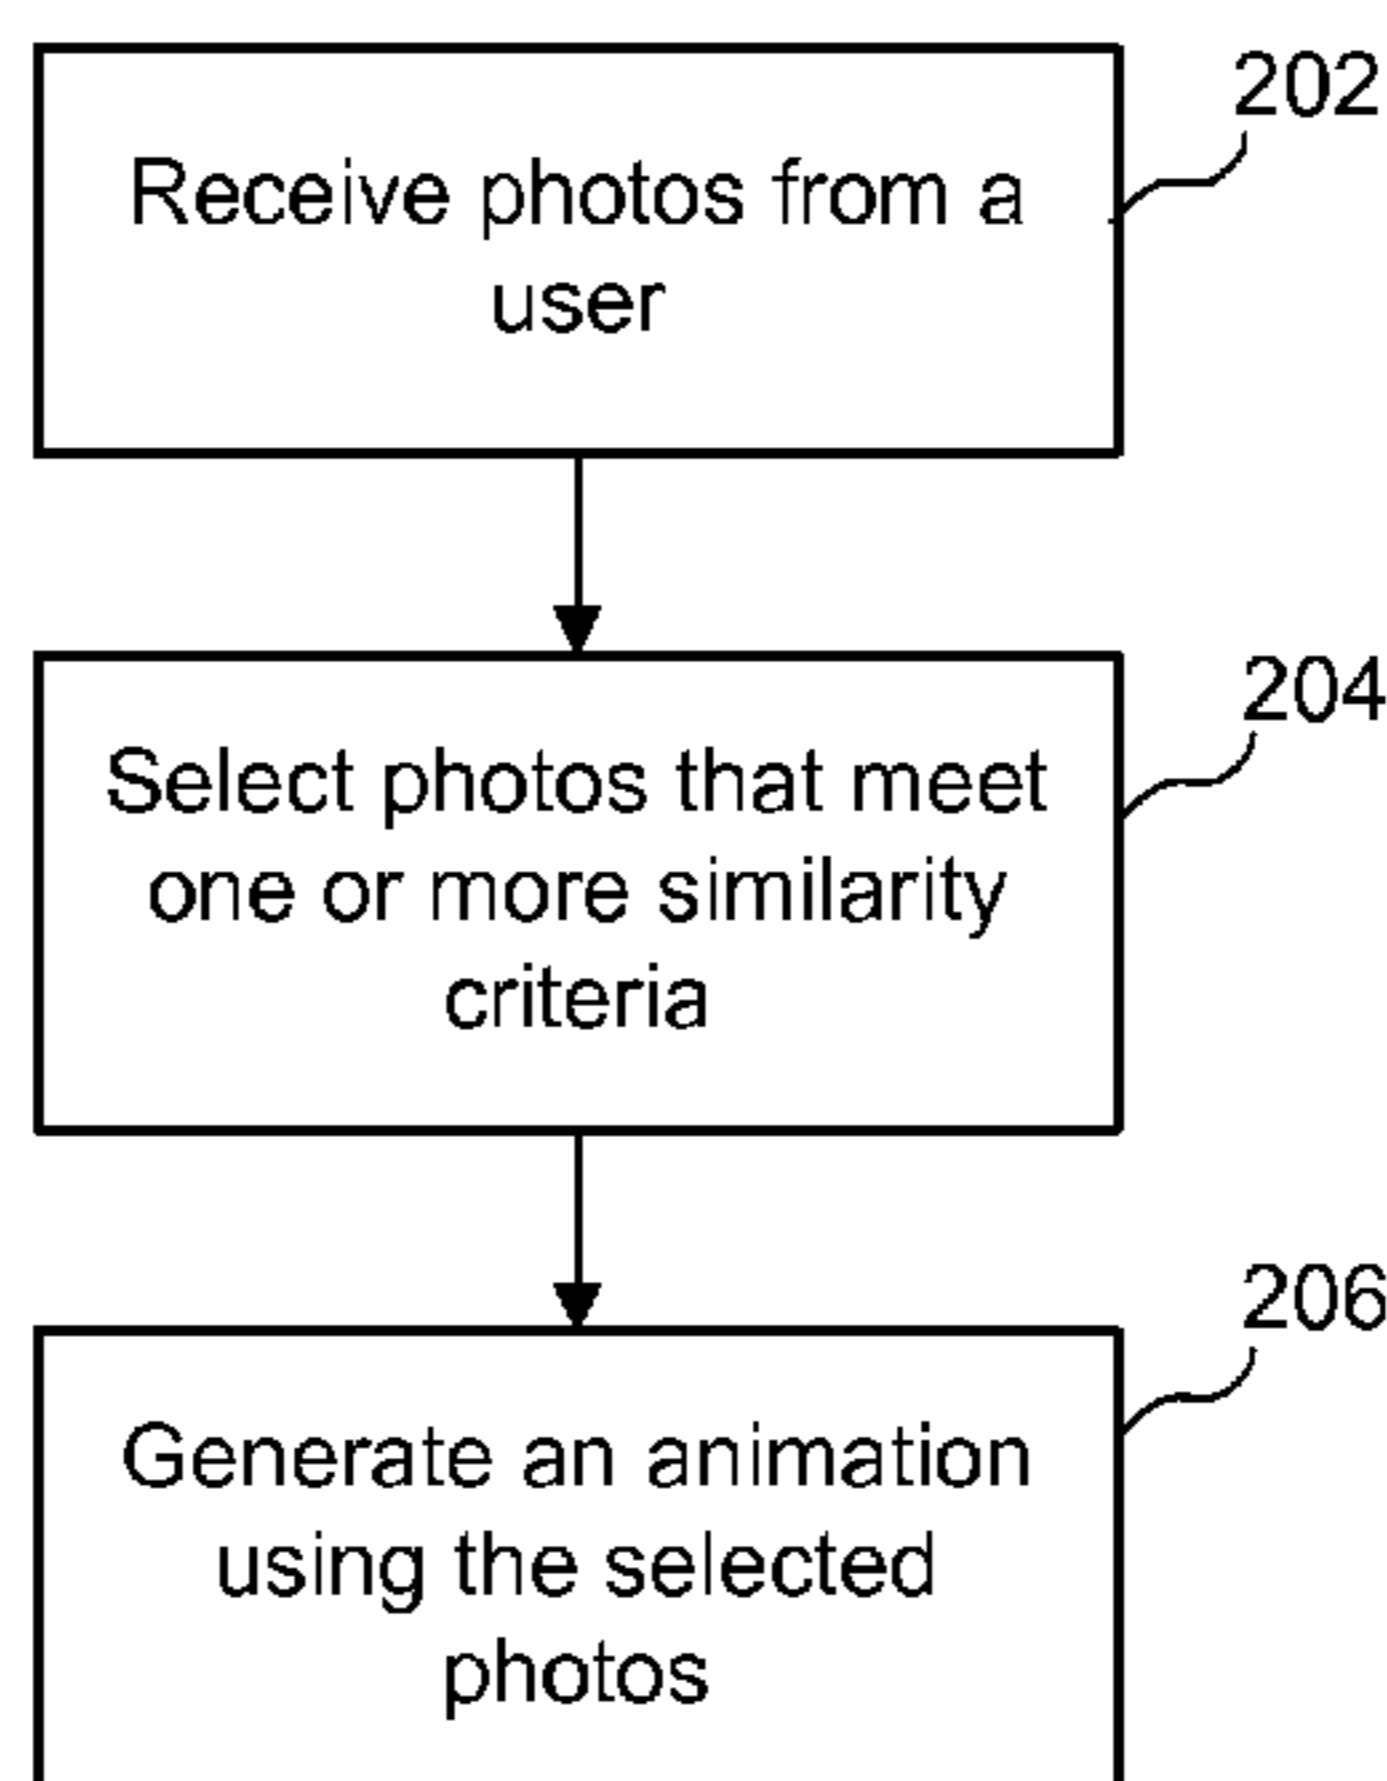 202
Receive photos from a
user
204
Select photos that meet
one or more similarity
criteria
206
Generate an animation
using the selected
photos